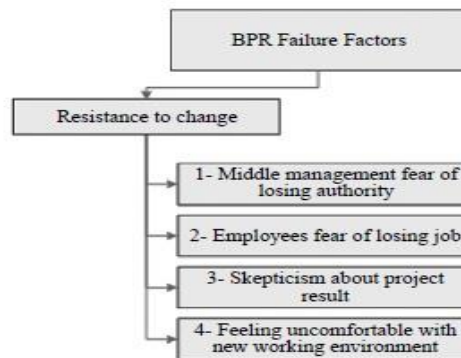 BPR Failure Factors
Resistance to change
1- Middle management fear of
losing authority
2- Employees fear of losing job
3- Skepticism about project
result
4- Feeling uncomfortable with
new working environment